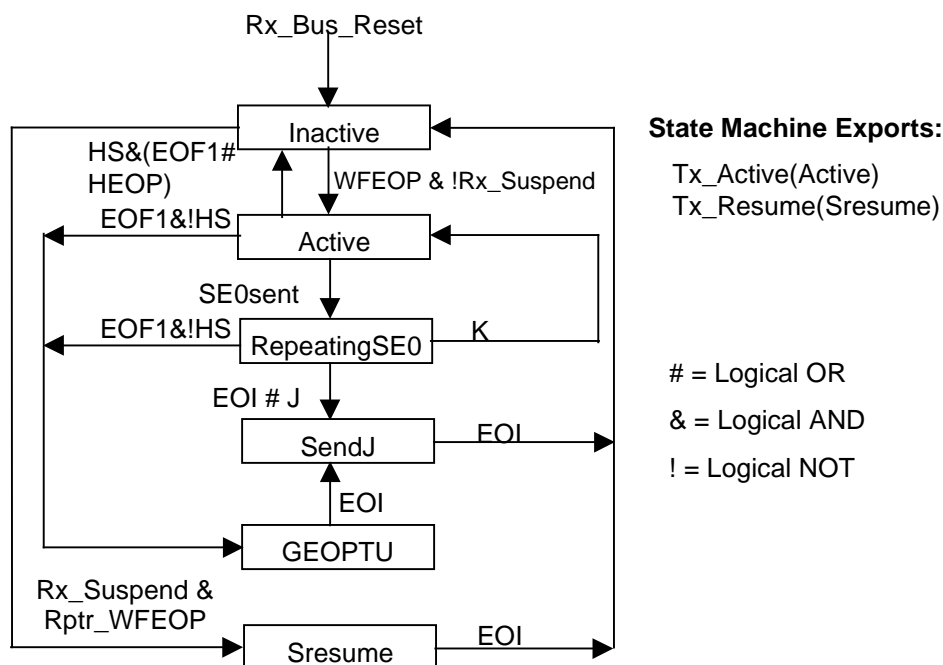 Rx_Bus_Reset
Inactive
State Machine Exports:
HS&(EOF1#
HEOP)
WFEOP & !Rx_Suspend
Tx_Active(Active)
Tx_Resume(Sresume)
EOF1&!HS
Active
SE0sent
EOF1&!HS
RepeatingSE0
K
# = Logical OR
EOI # J
& = Logical AND
SendJ
EOI
! = Logical NOT
EOI
GEOPTU
Rx_Suspend &
Rptr_WFEOP
Sresume
EOI